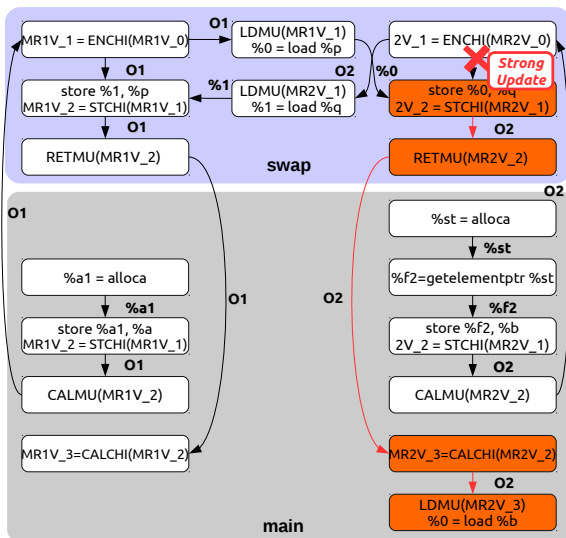 O1
MR1V_1 = ENCHI(MR1V_0)
LDMU(MR1V_1)
%0 = load %p
2V_1 = ENCHI(MR2V_0)
O1
O2
%0
Strong
Update
store %1, %p
MR1V_2 = STCHI(MR1V_1)
%1
LDMU(MR2V_1)
%1 = load %q
store %0, %q
2V_2 = STCHI(MR2V_1)
O1
O2
RETMU(MR1V_2)
swap
RETMU(MR2V_2)
O1
O2
%st = alloca
%st
%a1 = alloca
%f2=getelementptr %st
%a1
O1
O2
%f2
store %a1, %a
MR1V_2 = STCHI(MR1V_1)
store %f2, %b
2V_2 = STCHI(MR2V_1)
O1
O2
CALMU(MR1V_2)
CALMU(MR2V_2)
MR1V_3=CALCHI(MR1V_2)
MR2V_3=CALCHI(MR2V_2)
O2
LDMU(MR2V_3)
%0 = load %b
main